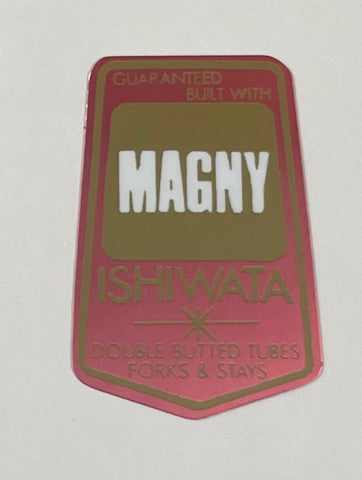 GUARANTEED
BUILT WITH
MAGNY
ISHIWATA
DOUBLE BUTTED TUBES
FORKS & STAYS